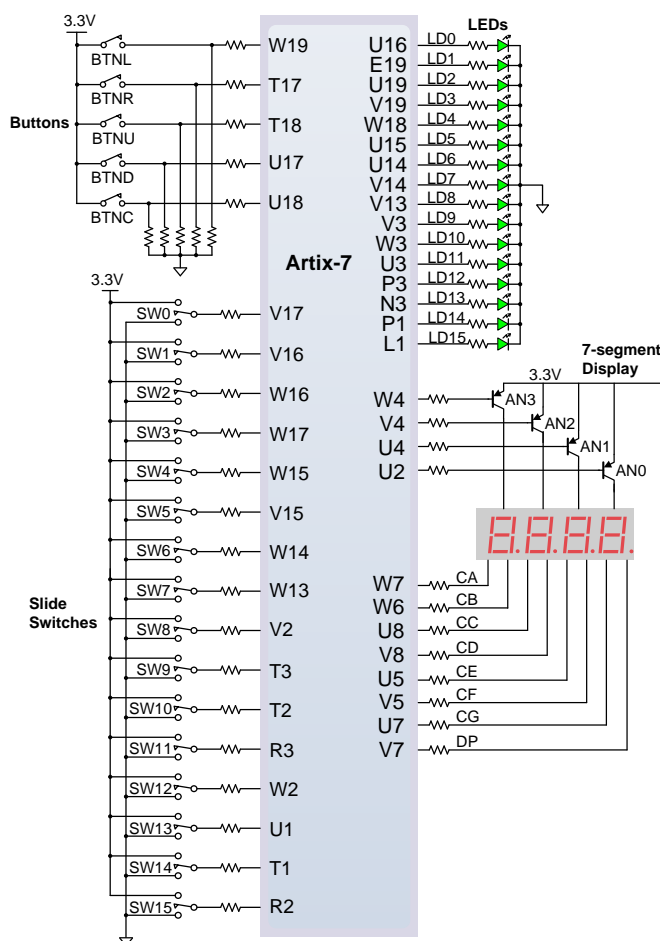 3.3V
BTNL
BTNR
Buttons
BTNU
BTND
BTNC
W19
T17
T18
U17
U18
Artix-7
3.3V
SW0
SW1
SW2
SW3
SW4
SW5
SW6
SW7
Slide
Switches
SW8
SW9
SW10
SW11
SW12
SW13
SW14
SW15
V17
V16
W16
W17
W15
V15
W14
W13
V2
T3
T2
R3
W2
U1
T1
R2
LEDs
U16 LD0
E19 LD1
U19 LD2
V19 LD3
W18 LD4
U15 LD5
U14 LD6
V14 LD7
V13 LD8
V3 LD9
W3 LD10
U3 LD11
P3 LD12
N3 LD13
P1 LD14
L1 LD15
7-segment
Display
3.3V
W4 AN3
V4 AN2
U4 AN1
U2 AN0
8.8.8.8.
W7 CA
W6 CB
U8 CC
V8 CD
U5 CE
V5 CF
U7 CG
V7 DP